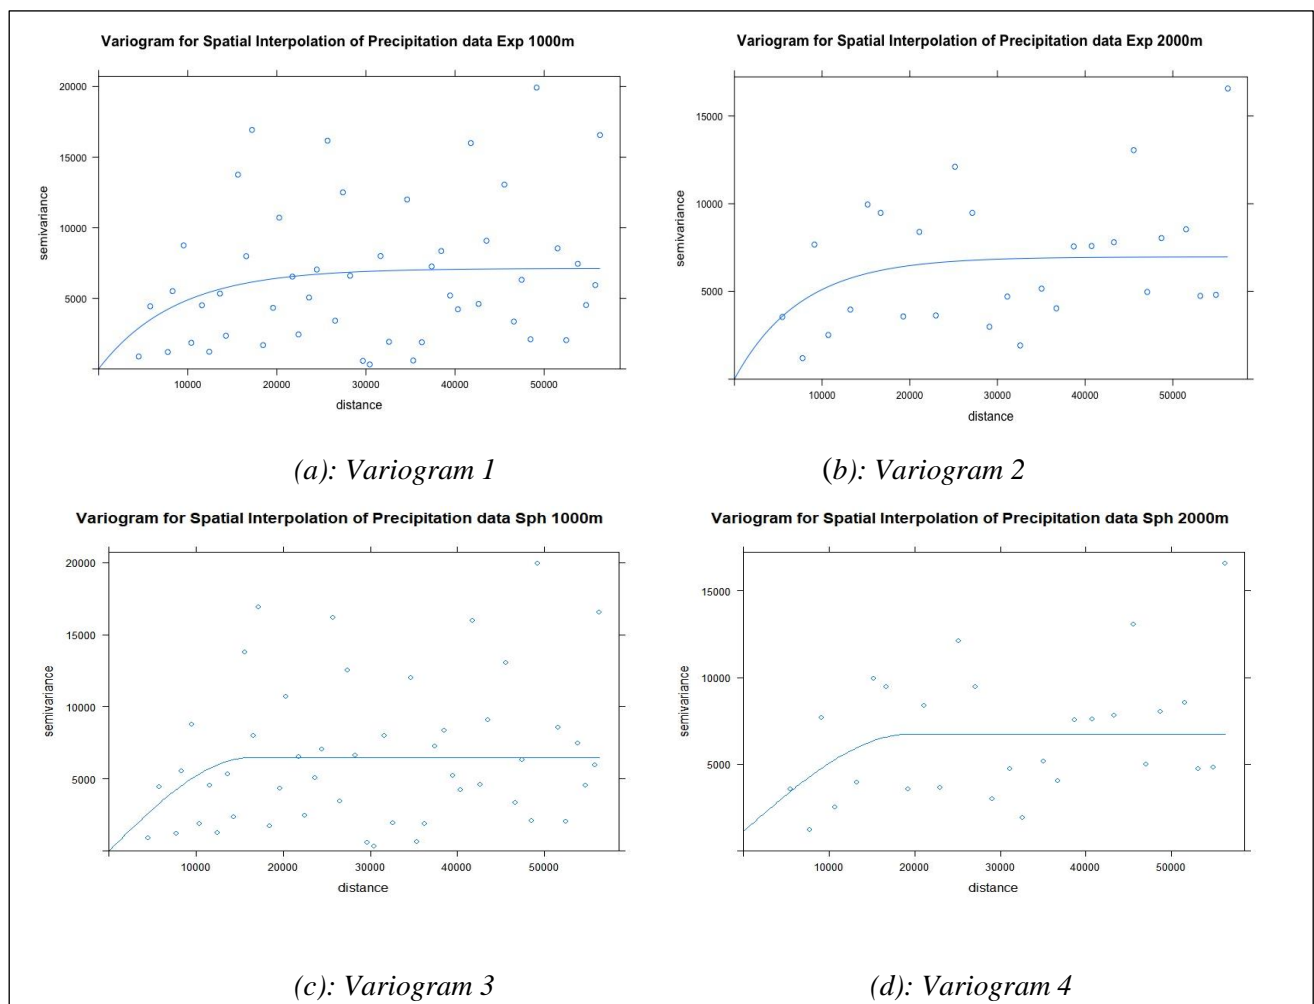 Variogram for Spatial Interpolation of Precipitation data Exp 1000m
20000
15000
10000
5000
semivariance
10000 20000 30000 40000 50000
distance
(a): Variogram 1
Variogram for Spatial Interpolation of Precipitation data Exp 2000m
15000
10000
5000
semivariance
10000 20000 30000 40000 50000
distance
(b): Variogram 2
Variogram for Spatial Interpolation of Precipitation data Sph 1000m
20000
15000
10000
5000
semivariance
10000 20000 30000 40000 50000
distance
(c): Variogram 3
Variogram for Spatial Interpolation of Precipitation data Sph 2000m
15000
10000
5000
semivariance
10000 20000 30000 40000 50000
distance
(d): Variogram 4